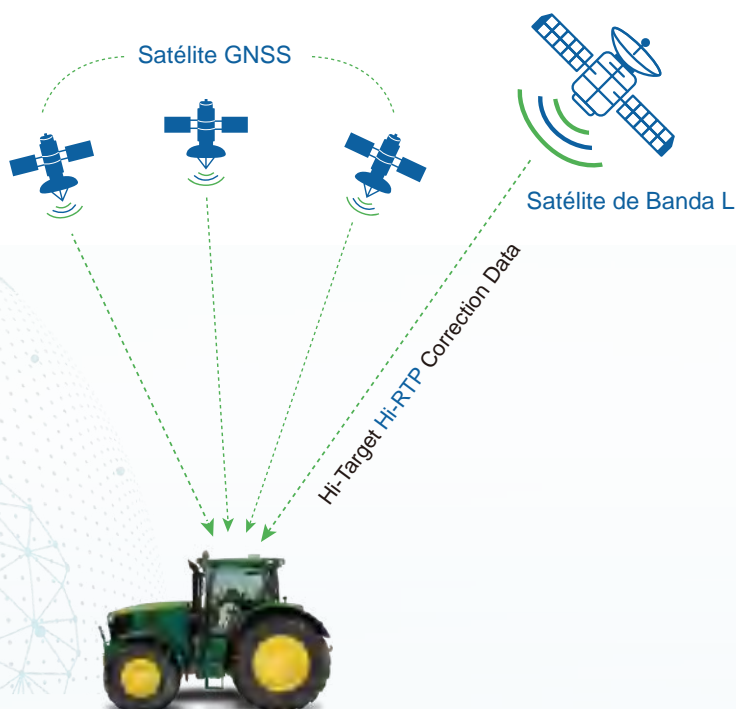 Satélite GNSS
Satélite de Banda L
Hi-Target Hi-RTP Correction Data